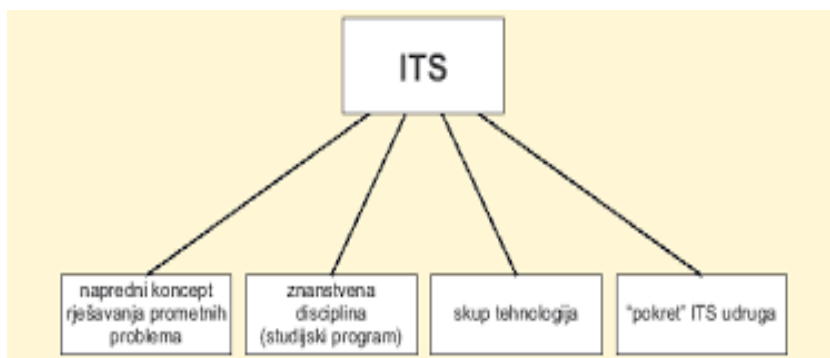 ITS
napredni koncept
rješavanja prometnih
problema
znanstvena
disciplina
(studijski program)
skup tehnologija
"pokret" ITS udruga